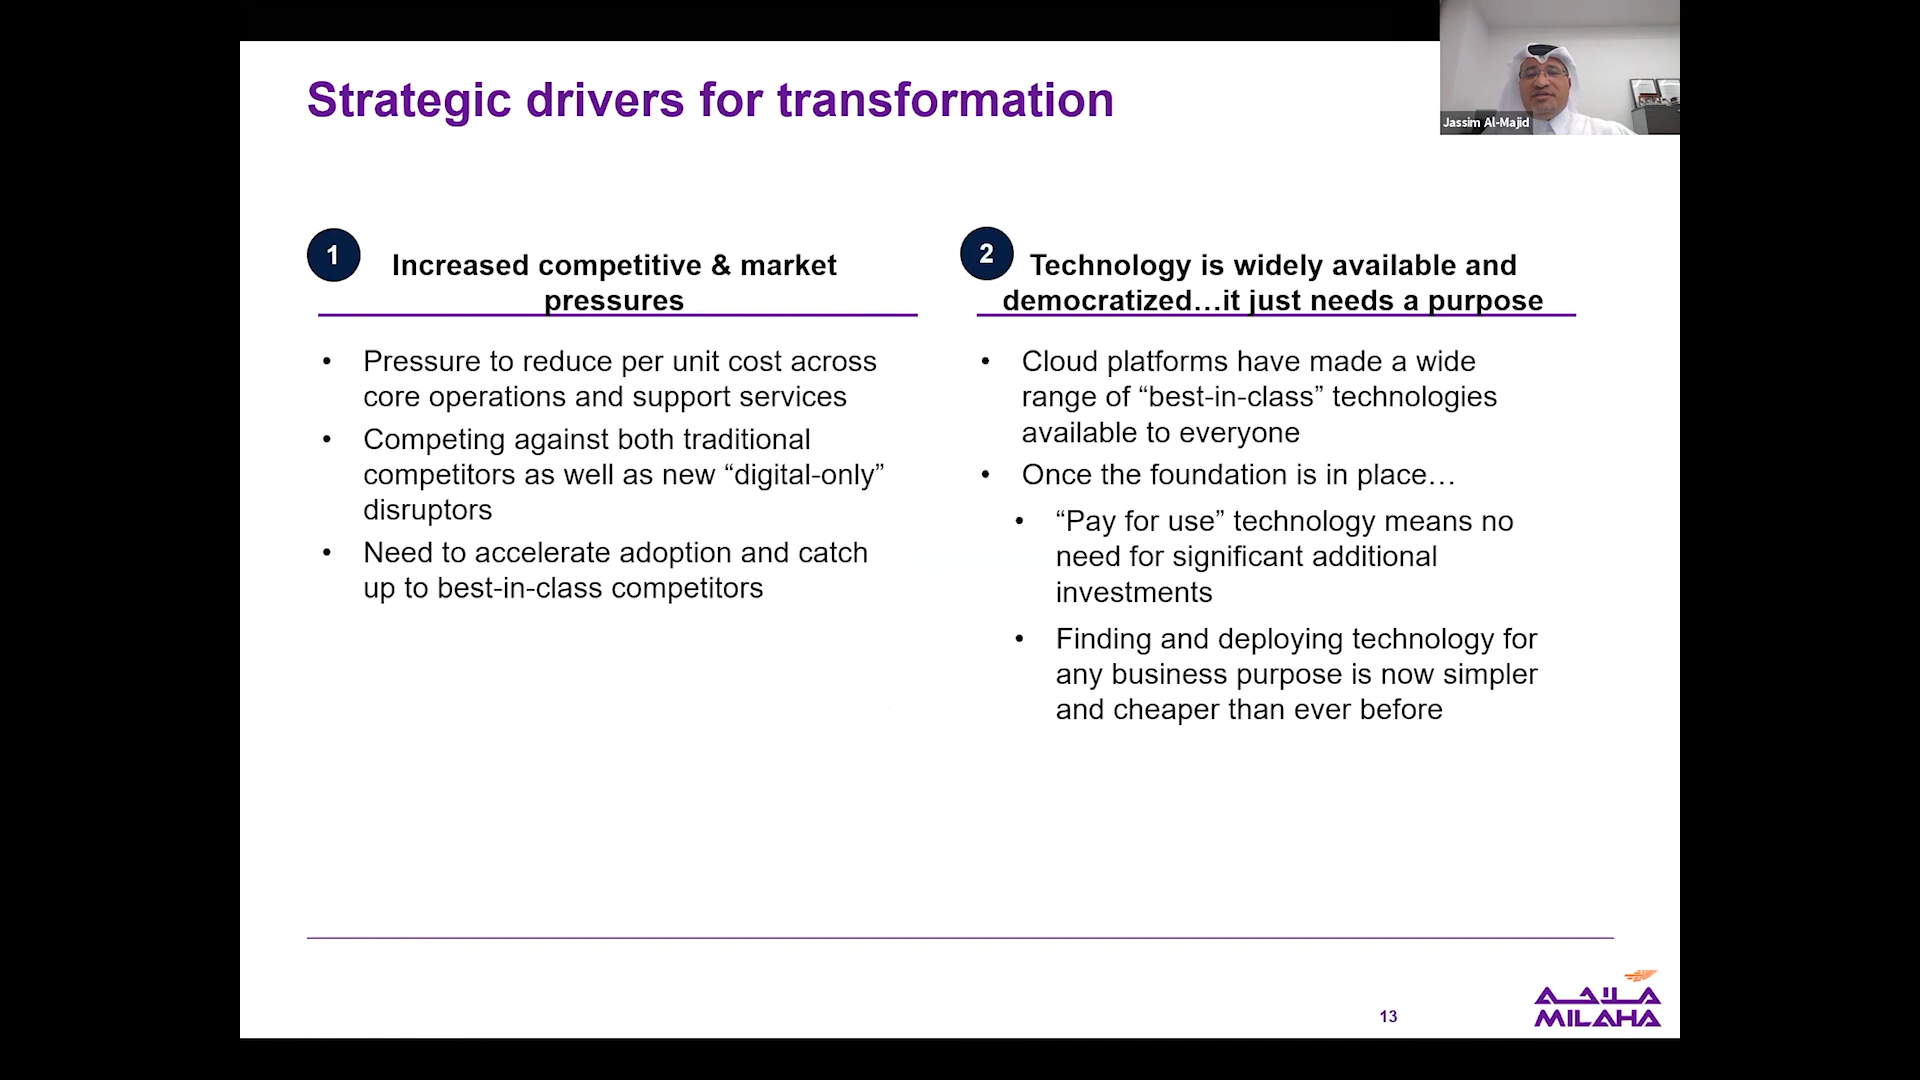 Strategic drivers for transformation
Jassim Al-Majid
1
Increased competitive & market
pressures
• Pressure to reduce per unit cost across
core operations and support services
• Competing against both traditional
competitors as well as new “digital-only”
disruptors
• Need to accelerate adoption and catch
up to best-in-class competitors
2
Technology is widely available and
democratized…it just needs a purpose
• Cloud platforms have made a wide
range of “best-in-class” technologies
available to everyone
• Once the foundation is in place…
• “Pay for use” technology means no
need for significant additional
investments
• Finding and deploying technology for
any business purpose is now simpler
and cheaper than ever before
13
ملاحة
MILAHA